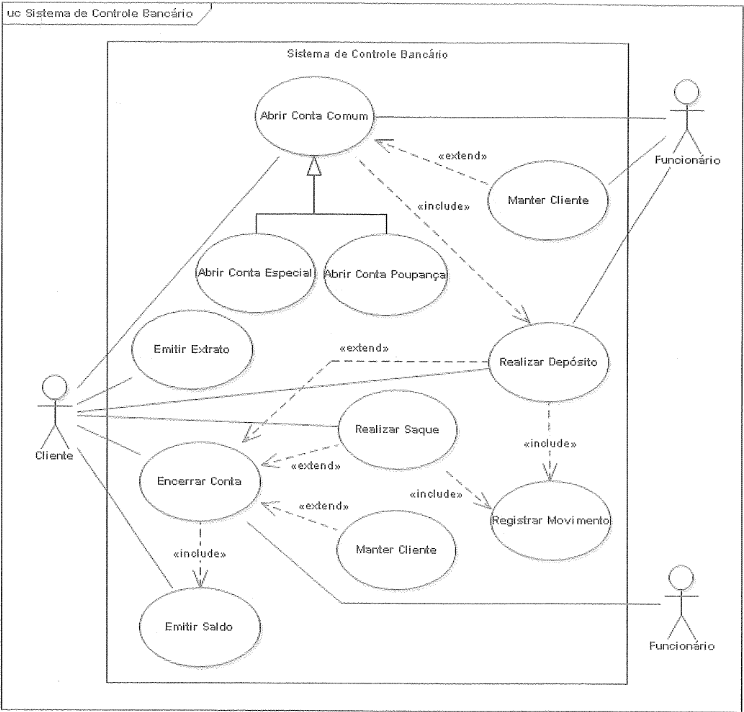 uc Sistema de Controle Bancário
Sistema de Controle Bancário
Abrir Conta Comum
Funcionário
«extend»
Manter Cliente
«include»
Abrir Conta Especial
Abrir Conta Poupança
Emitir Extrato
«extend»
Realizar Depósito
Cliente
Realizar Saque
«include»
«extend»
Encerrar Conta
«include»
«extend»
Registrar Movimento
Manter Cliente
«include»
Emitir Saldo
Funcionário